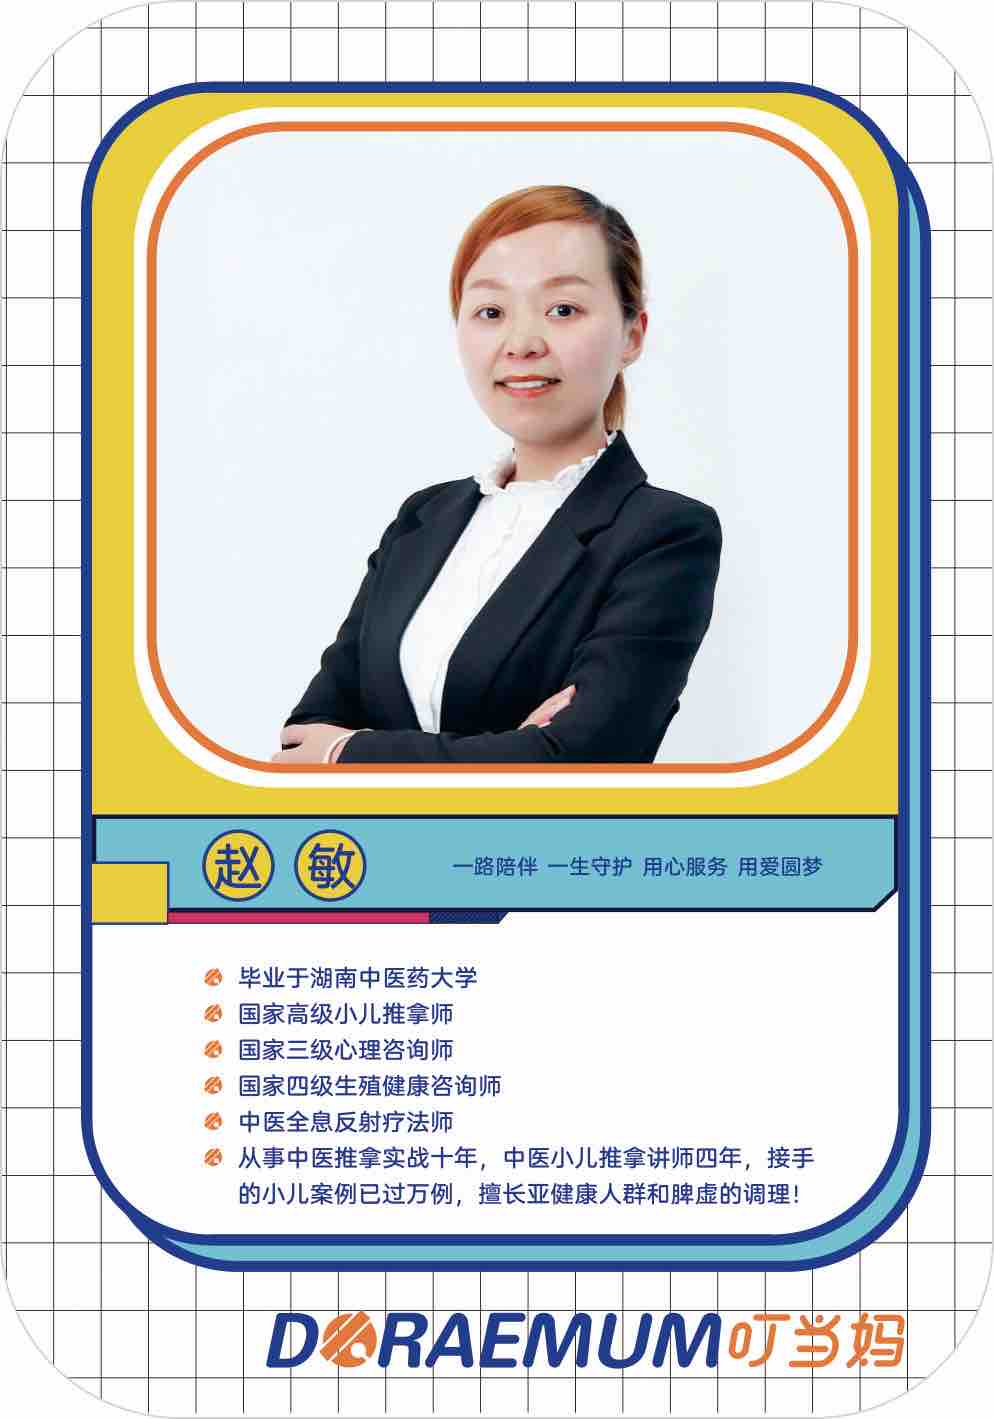 赵 敏
一路陪伴 一生守护 用心服务 用爱圆梦
毕业于湖南中医药大学
国家高级小儿推拿师
国家三级心理咨询师
国家四级生殖健康咨询师
中医全息反射疗法师
从事中医推拿实战十年，中医小儿推拿讲师四年，接手
的小儿案例已过万例，擅长亚健康人群和脾虚的调理！
DORAEMUM叮当妈